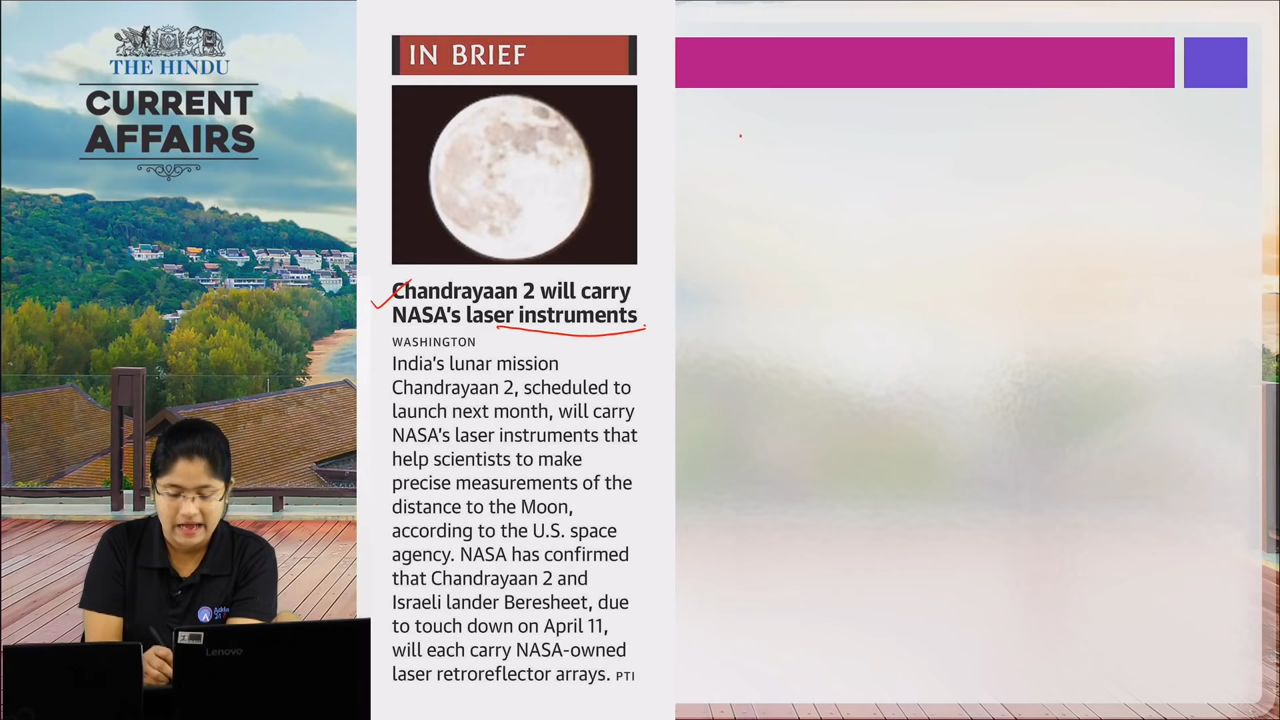 THE HINDU
CURRENT
AFFAIRS
IN BRIEF
Chandrayaan 2 will carry
NASA's laser instruments
WASHINGTON
India's lunar mission
Chandrayaan 2, scheduled to
launch next month, will carry
NASA's laser instruments that
help scientists to make
precise measurements of the
distance to the Moon,
according to the U.S. space
agency. NASA has confirmed
that Chandrayaan 2 and
Israeli lander Beresheet, due
to touch down on April 11,
will each carry NASA-owned
laser retroreflector arrays. PTI
Lenovo